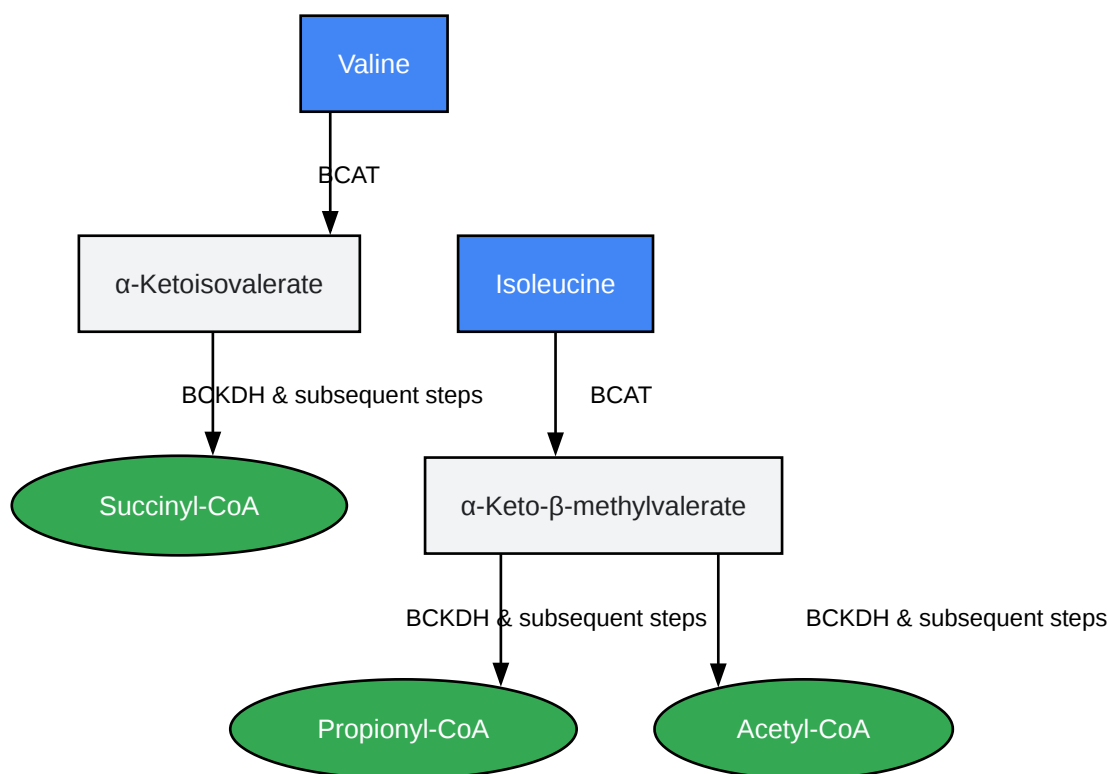 Valine
BCAT
α-Ketoisovalerate
Isoleucine
BCKDH & subsequent steps
BCAT
Succinyl-CoA
α-Keto-β-methylvalerate
BCKDH & subsequent steps
BCKDH & subsequent steps
Propionyl-CoA
Acetyl-CoA